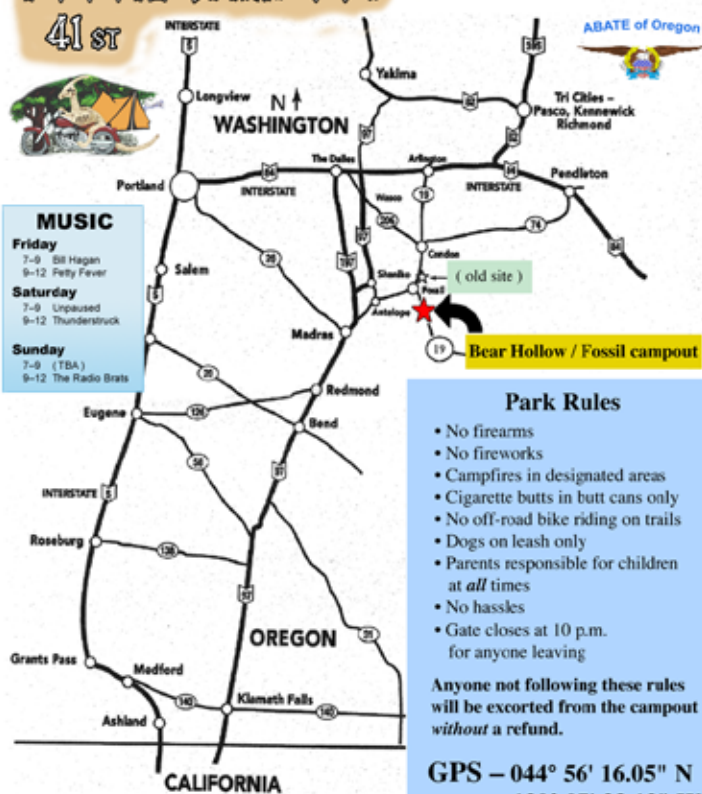 41 ST
ABATE of Oregon
INTERSTATE
5
395
Yakima
Longview
N
WASHINGTON
82
Tri Cities –
Pasco, Kennewick
Richmond
97
82
The Dalles
Arlington
84
84
Pendleton
Portland
INTERSTATE
INTERSTATE
19
Wasco
206
74
MUSIC
Friday
7–9 Bill Hagan
9–12 Petty Fever
Saturday
7–9 Unpaused
9–12 Thunderstruck
Sunday
7–9 (TBA)
9–12 The Radio Brats
Condon
84
26
97
197
Salem
Shaniko
( old site )
Fossil
5
Antelope
Madras
19
Bear Hollow / Fossil campout
20
Redmond
Eugene
126
Bend
58
97
INTERSTATE 5
Roseburg
138
OREGON
31
Grants Pass
Medford
140
Klamath Falls
140
Ashland
CALIFORNIA
Park Rules
• No firearms
• No fireworks
• Campfires in designated areas
• Cigarette butts in butt cans only
• No off-road bike riding on trails
• Dogs on leash only
• Parents responsible for children
at all times
• No hassles
• Gate closes at 10 p.m.
for anyone leaving
Anyone not following these rules
will be excorted from the campout
without a refund.
GPS – 044° 56' 16.05" N